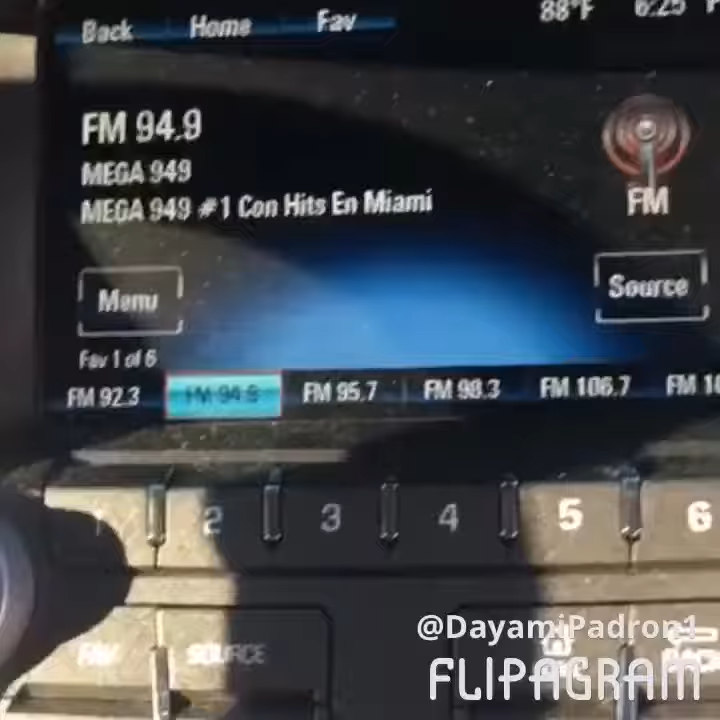 Back Home Fav 88°F 6:25
FM 94.9
MEGA 949
MEGA 949 #1 Con Hits En Miami
FM
Menu
Source
Fav 1 of 6
FM 92.3 FM 94.9 FM 95.7 FM 98.3 FM 106.7 FM 10
1 2 3 4 5 6
@DayamiPadron1
FAV SOURCE
FLIPAGRAM